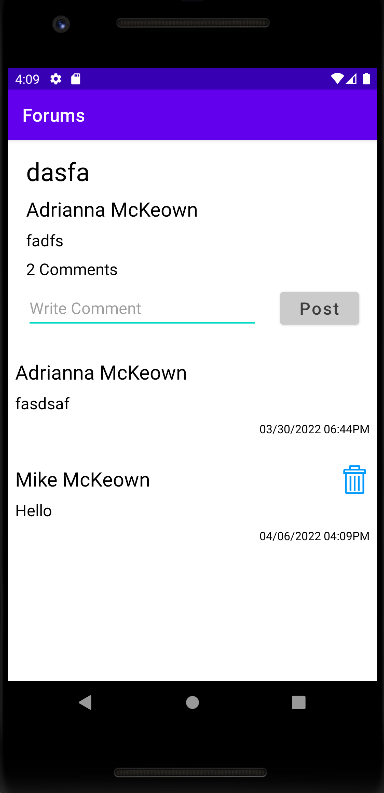 4:09
Forums
dasfa
Adrianna McKeown
fadfs
2 Comments
Write Comment
Post
Adrianna McKeown
fasdsaf
03/30/2022 06:44PM
Mike McKeown
Hello
04/06/2022 04:09PM